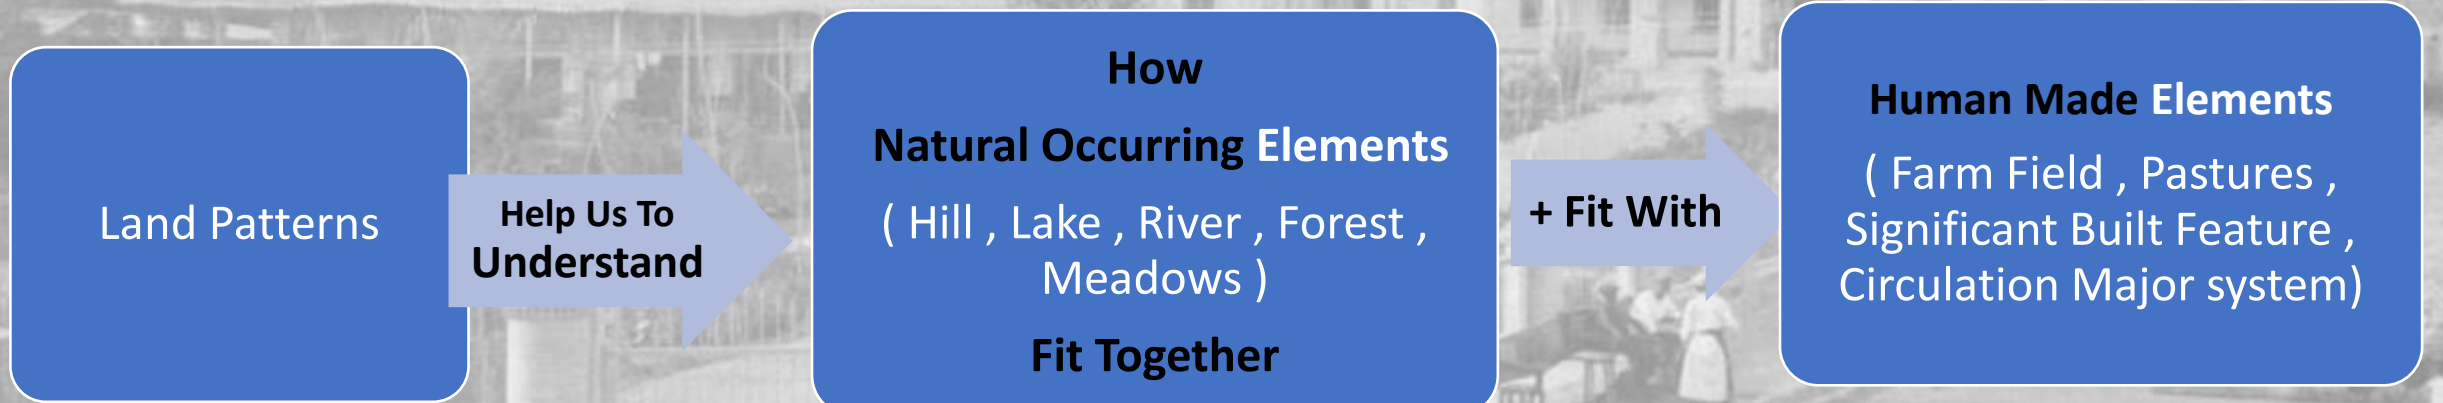 Land Patterns
Help Us To
Understand
How
Natural Occurring Elements
( Hill , Lake , River , Forest ,
Meadows )
Fit Together
+ Fit With
Human Made Elements
( Farm Field , Pastures ,
Significant Built Feature ,
Circulation Major system)